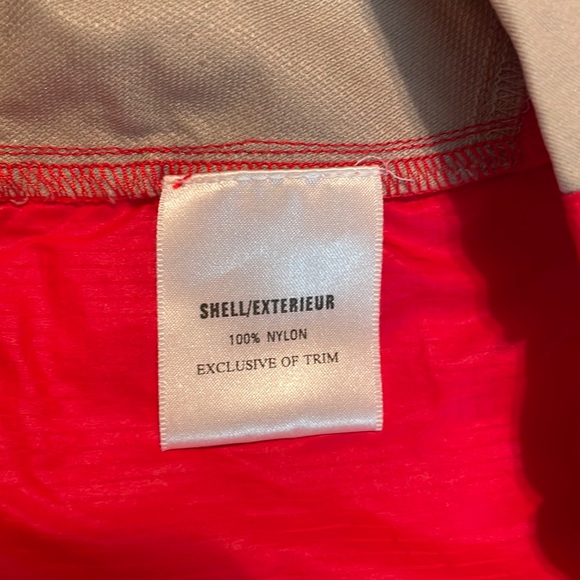 SHELL/EXTERIEUR
100% NYLON
EXCLUSIVE OF TRIM